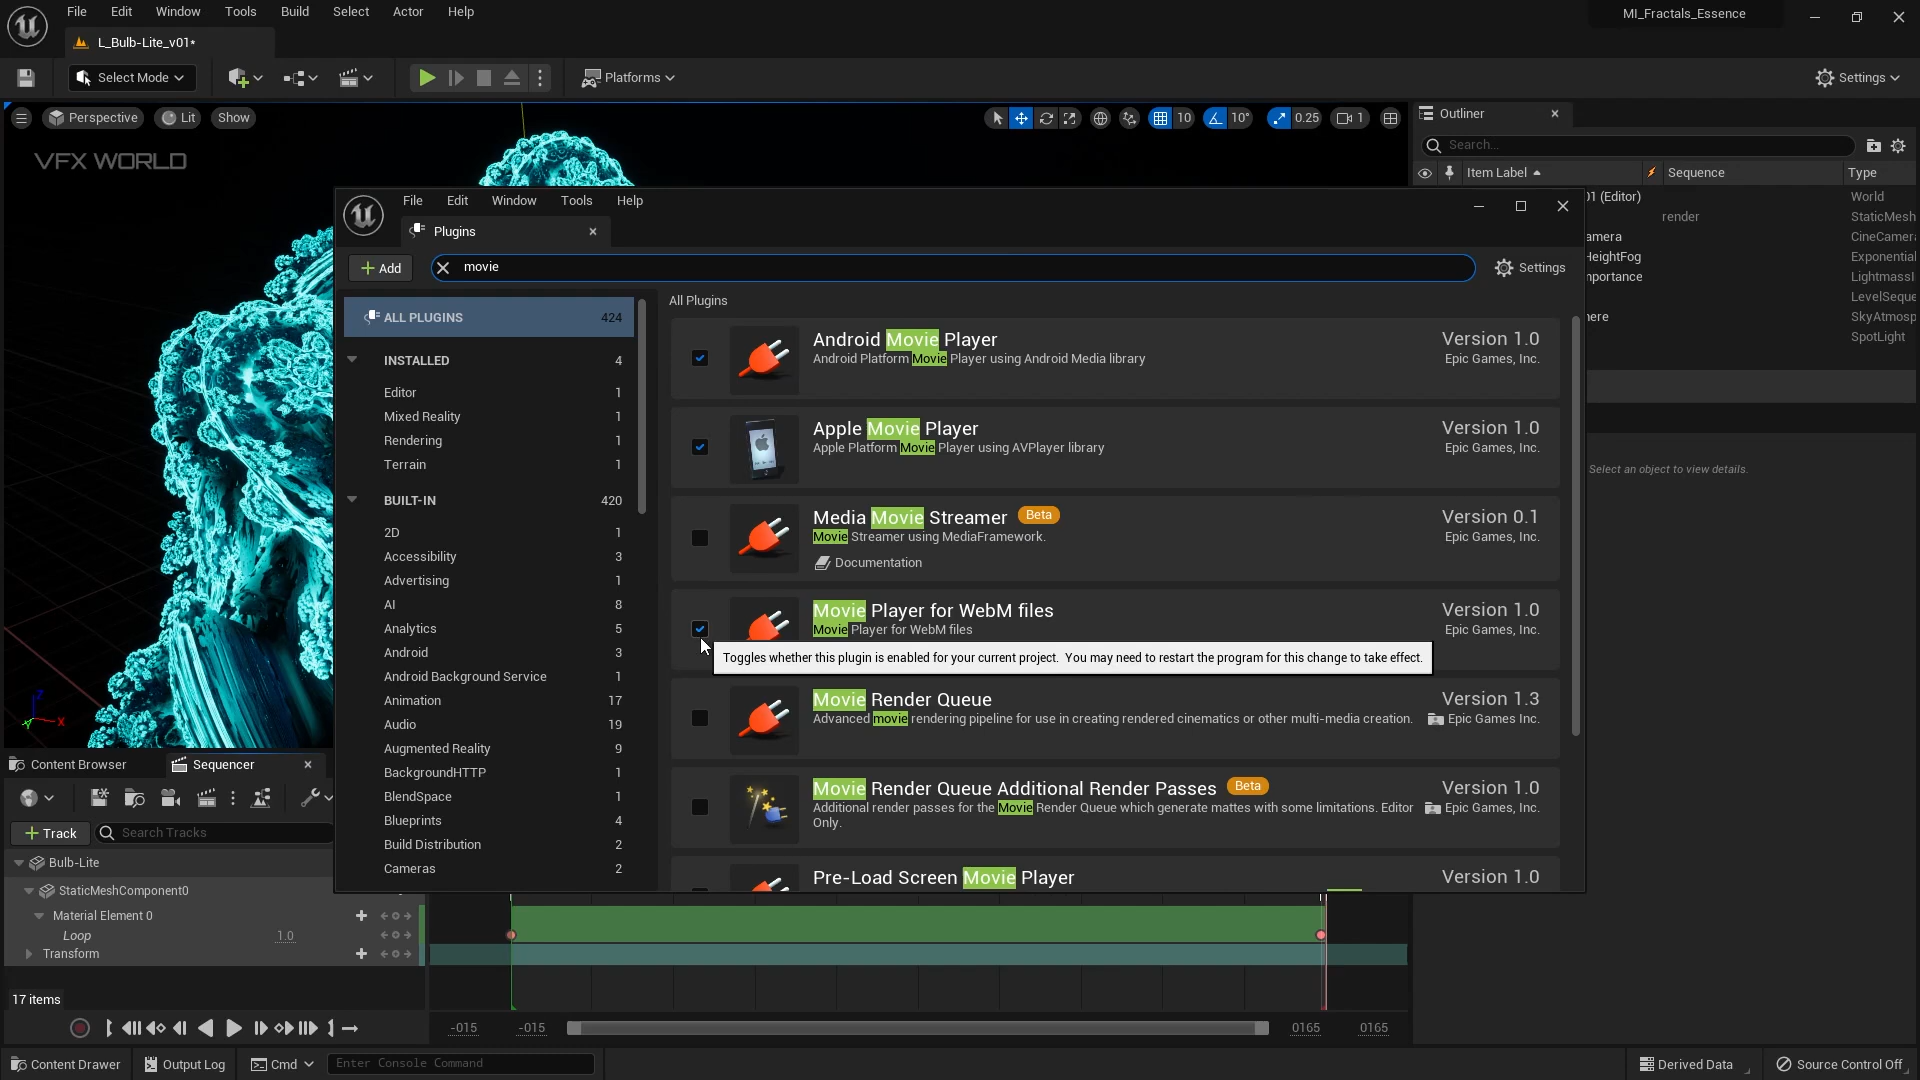 File Edit Window Tools Build Select Actor Help
MI_Fractals_Essence
L_Bulb-Lite_v01*
Select Mode
Platforms
Settings
Perspective Lit Show
10 10° 0.25 1
VFX WORLD
Outliner
Search...
Item Label Sequence Type
01 (Editor) World
render StaticMesh
amera CineCamer
HeightFog Exponential
mportance LightmassI
LevelSeque
ere SkyAtmosp
SpotLight
Select an object to view details.
File Edit Window Tools Help
Plugins
Add
movie
Settings
ALL PLUGINS 424
INSTALLED 4
Editor 1
Mixed Reality 1
Rendering 1
Terrain 1
BUILT-IN 420
2D 1
Accessibility 3
Advertising 1
AI 8
Analytics 5
Android 3
Android Background Service 1
Animation 17
Audio 19
Augmented Reality 9
BackgroundHTTP 1
BlendSpace 1
Blueprints 4
Build Distribution 2
Cameras 2
All Plugins
Android Movie Player Version 1.0
Android Platform Movie Player using Android Media library Epic Games, Inc.
Apple Movie Player Version 1.0
Apple Platform Movie Player using AVPlayer library Epic Games, Inc.
Media Movie Streamer Beta Version 0.1
Movie Streamer using MediaFramework. Epic Games, Inc.
Documentation
Movie Player for WebM files Version 1.0
Movie Player for WebM files Epic Games, Inc.
Toggles whether this plugin is enabled for your current project. You may need to restart the program for this change to take effect.
Movie Render Queue Version 1.3
Advanced movie rendering pipeline for use in creating rendered cinematics or other multi-media creation. Epic Games Inc.
Movie Render Queue Additional Render Passes Beta Version 1.0
Additional render passes for the Movie Render Queue which generate mattes with some limitations. Editor Epic Games, Inc.
Only.
Pre-Load Screen Movie Player Version 1.0
Z
X
Y
Content Browser Sequencer
Track
Search Tracks
Bulb-Lite
StaticMeshComponent0
Material Element 0
Loop 1.0
Transform
17 items
-015 -015 0165 0165
Content Drawer Output Log Cmd Enter Console Command Derived Data Source Control Off